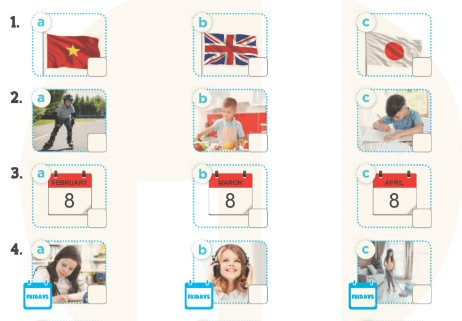 1. a b c
2. a b c
3. a b c
FEBRUARY MARCH APRIL
8 8 8
4. a b c
FRIDAYS FRIDAYS FRIDAYS